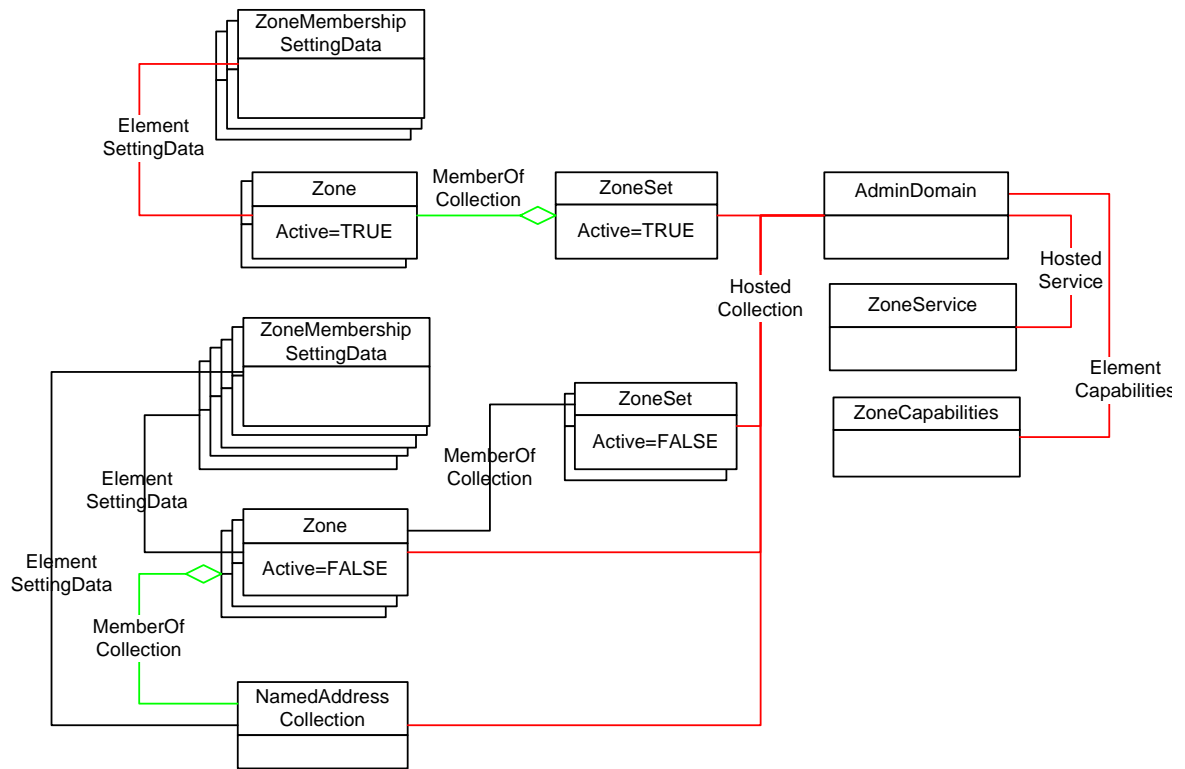 ZoneMembership
SettingData
Element
SettingData
Zone
Active=TRUE
MemberOf
Collection
ZoneSet
Active=TRUE
AdminDomain
Hosted
Service
Hosted
Collection
ZoneService
ZoneMembership
SettingData
Element
Capabilities
ZoneSet
Active=FALSE
ZoneCapabilities
MemberOf
Collection
Element
SettingData
Zone
Active=FALSE
Element
SettingData
MemberOf
Collection
NamedAddress
Collection